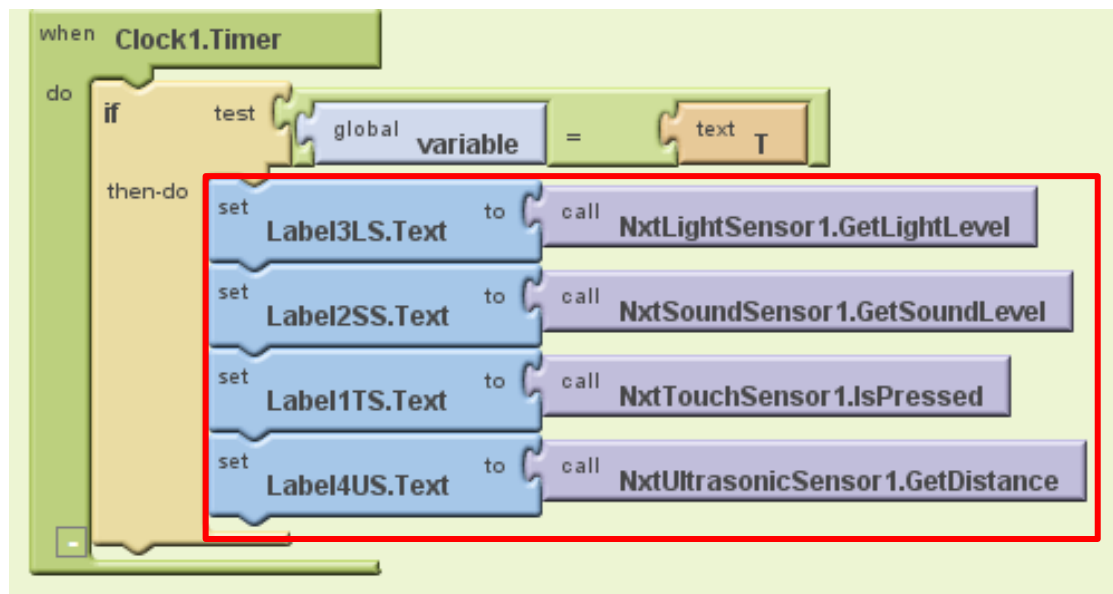 when Clock1.Timer
do if test global variable = text T
then-do set Label3LS.Text to call NxtLightSensor1.GetLightLevel
set Label2SS.Text to call NxtSoundSensor1.GetSoundLevel
set Label1TS.Text to call NxtTouchSensor1.IsPressed
set Label4US.Text to call NxtUltrasonicSensor1.GetDistance
-